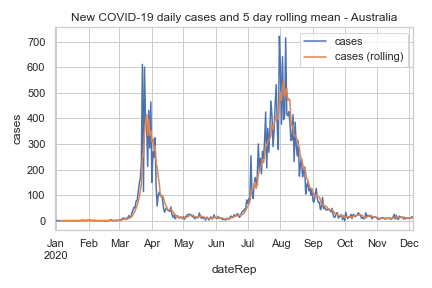 New COVID-19 daily cases and 5 day rolling mean - Australia
cases
cases (rolling)
700
600
500
400
300
200
100
0
cases
Jan Feb Mar Apr May Jun Jul Aug Sep Oct Nov Dec
2020
dateRep